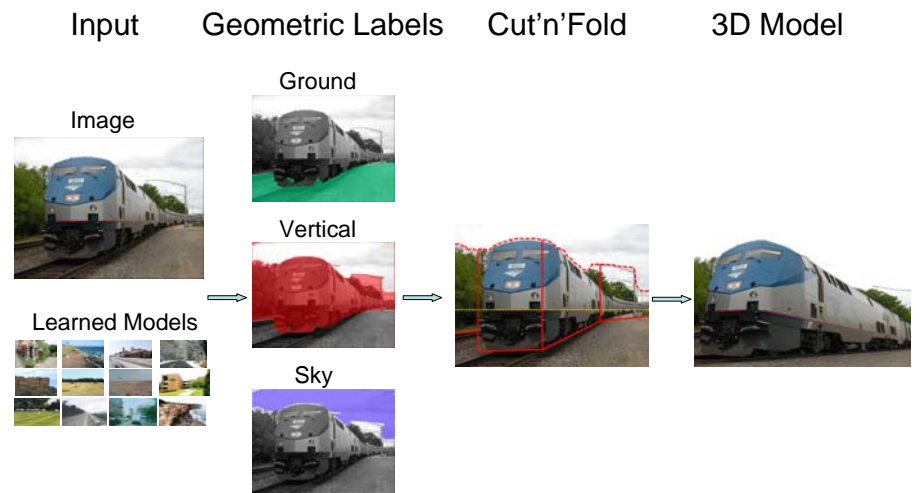 Input
Geometric Labels
Cut'n'Fold
3D Model
Image
Learned Models
Ground
Vertical
Sky